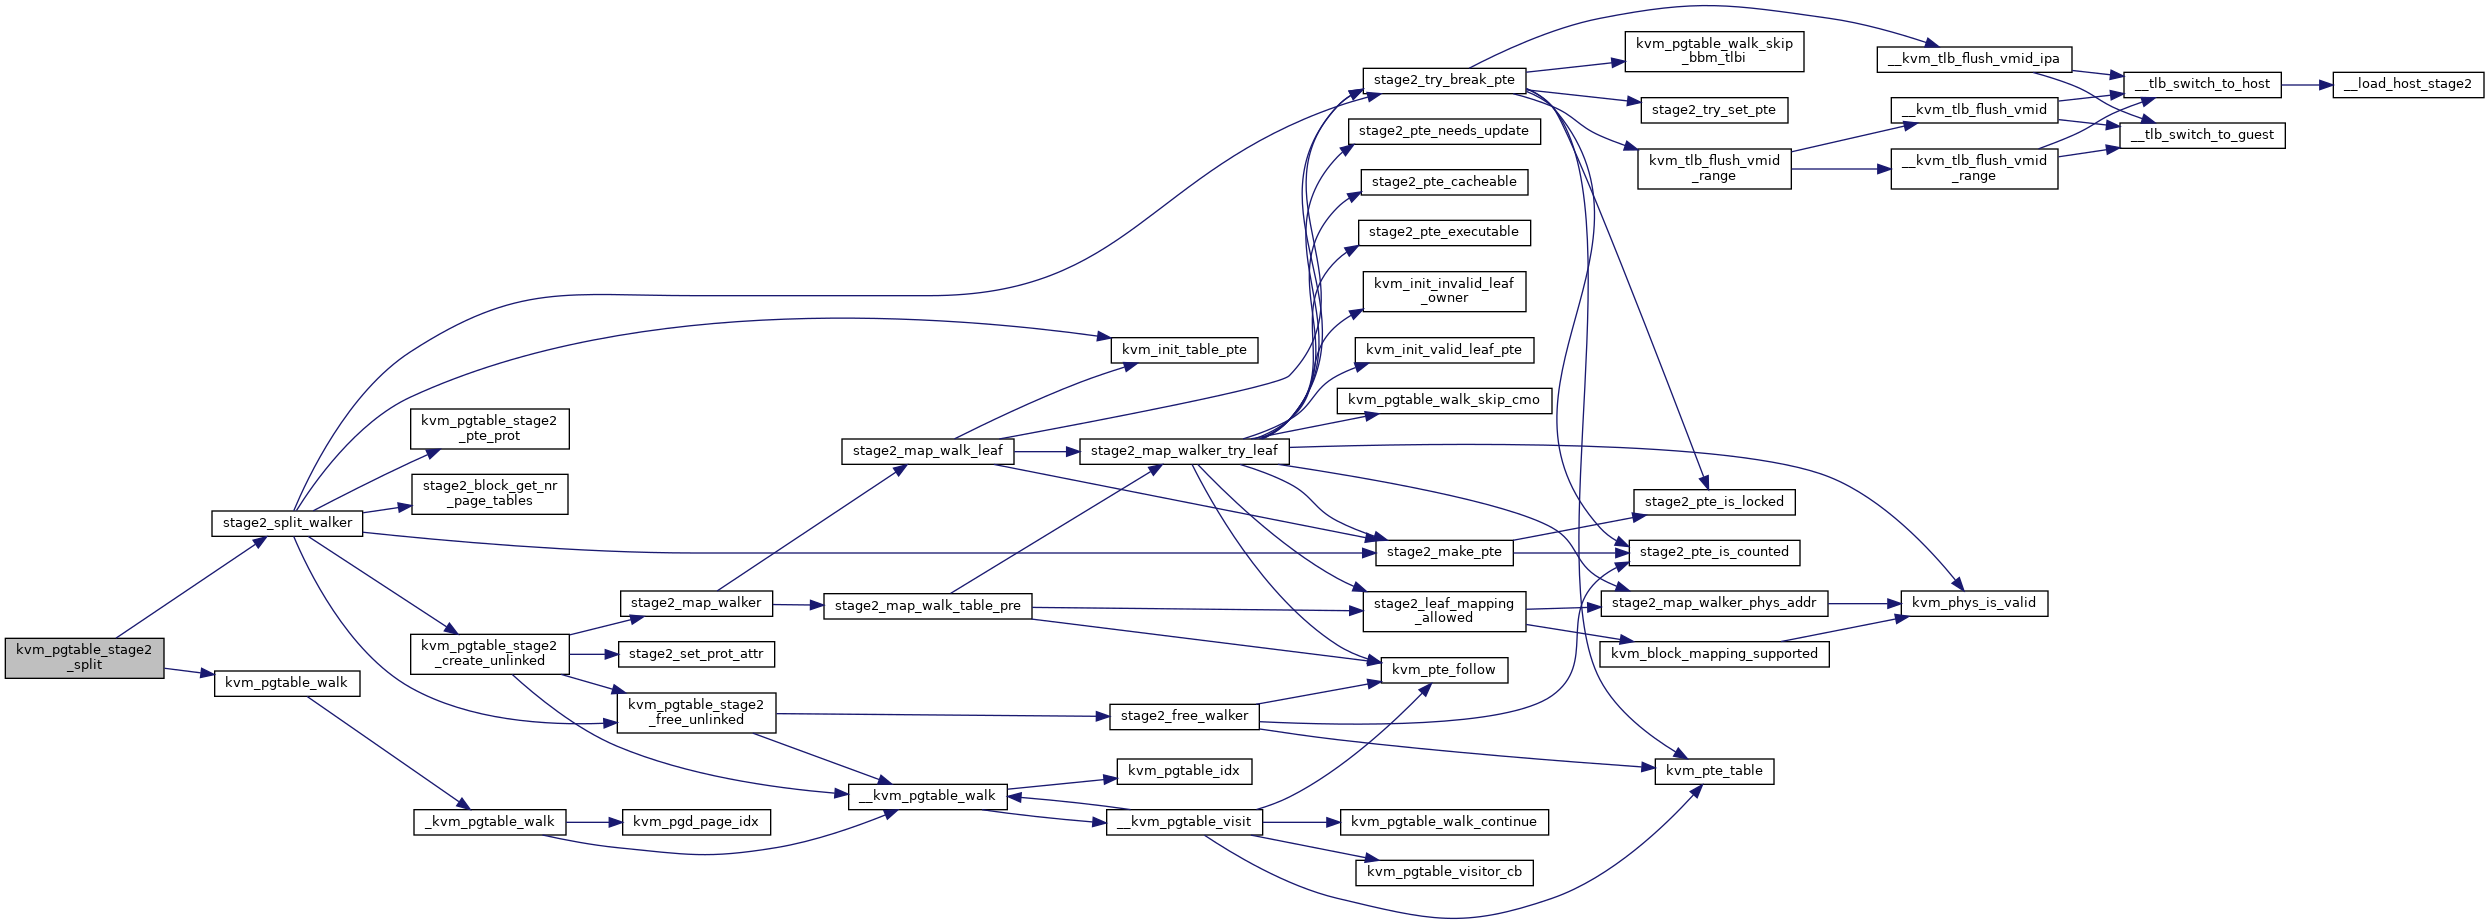 kvm_pgtable_stage2
_split
stage2_split_walker
kvm_pgtable_walk
kvm_pgtable_stage2
_pte_prot
stage2_block_get_nr
_page_tables
kvm_pgtable_stage2
_create_unlinked
_kvm_pgtable_walk
stage2_map_walker
stage2_set_prot_attr
kvm_pgtable_stage2
_free_unlinked
kvm_pgd_page_idx
stage2_map_walk_leaf
stage2_map_walk_table_pre
__kvm_pgtable_walk
kvm_init_table_pte
stage2_map_walker_try_leaf
stage2_free_walker
kvm_pgtable_idx
__kvm_pgtable_visit
stage2_try_break_pte
stage2_pte_needs_update
stage2_pte_cacheable
stage2_pte_executable
kvm_init_invalid_leaf
_owner
kvm_init_valid_leaf_pte
kvm_pgtable_walk_skip_cmo
stage2_make_pte
stage2_leaf_mapping
_allowed
kvm_pte_follow
kvm_pgtable_walk_continue
kvm_pgtable_visitor_cb
kvm_pgtable_walk_skip
_bbm_tlbi
stage2_try_set_pte
kvm_tlb_flush_vmid
_range
stage2_pte_is_locked
stage2_pte_is_counted
stage2_map_walker_phys_addr
kvm_block_mapping_supported
kvm_pte_table
__kvm_tlb_flush_vmid_ipa
__kvm_tlb_flush_vmid
__kvm_tlb_flush_vmid
_range
kvm_phys_is_valid
__tlb_switch_to_host
__tlb_switch_to_guest
__load_host_stage2